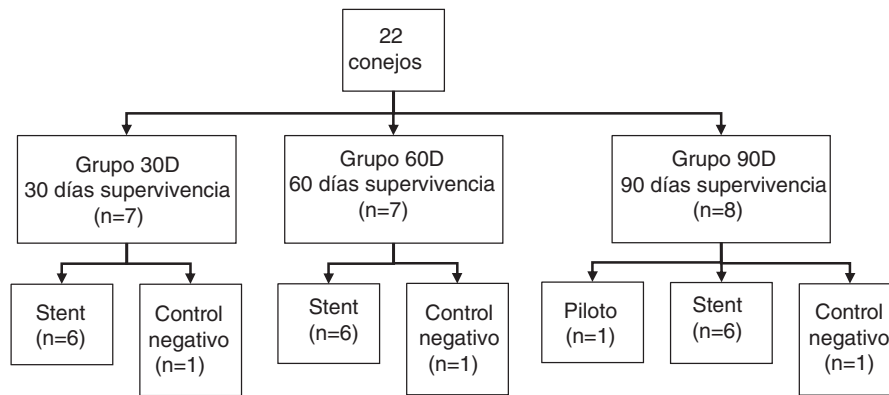 22
conejos
Grupo 30D
30 días supervivencia
(n=7)
Grupo 60D
60 días supervivencia
(n=7)
Grupo 90D
90 días supervivencia
(n=8)
Stent
(n=6)
Control
negativo
(n=1)
Stent
(n=6)
Control
negativo
(n=1)
Piloto
(n=1)
Stent
(n=6)
Control
negativo
(n=1)